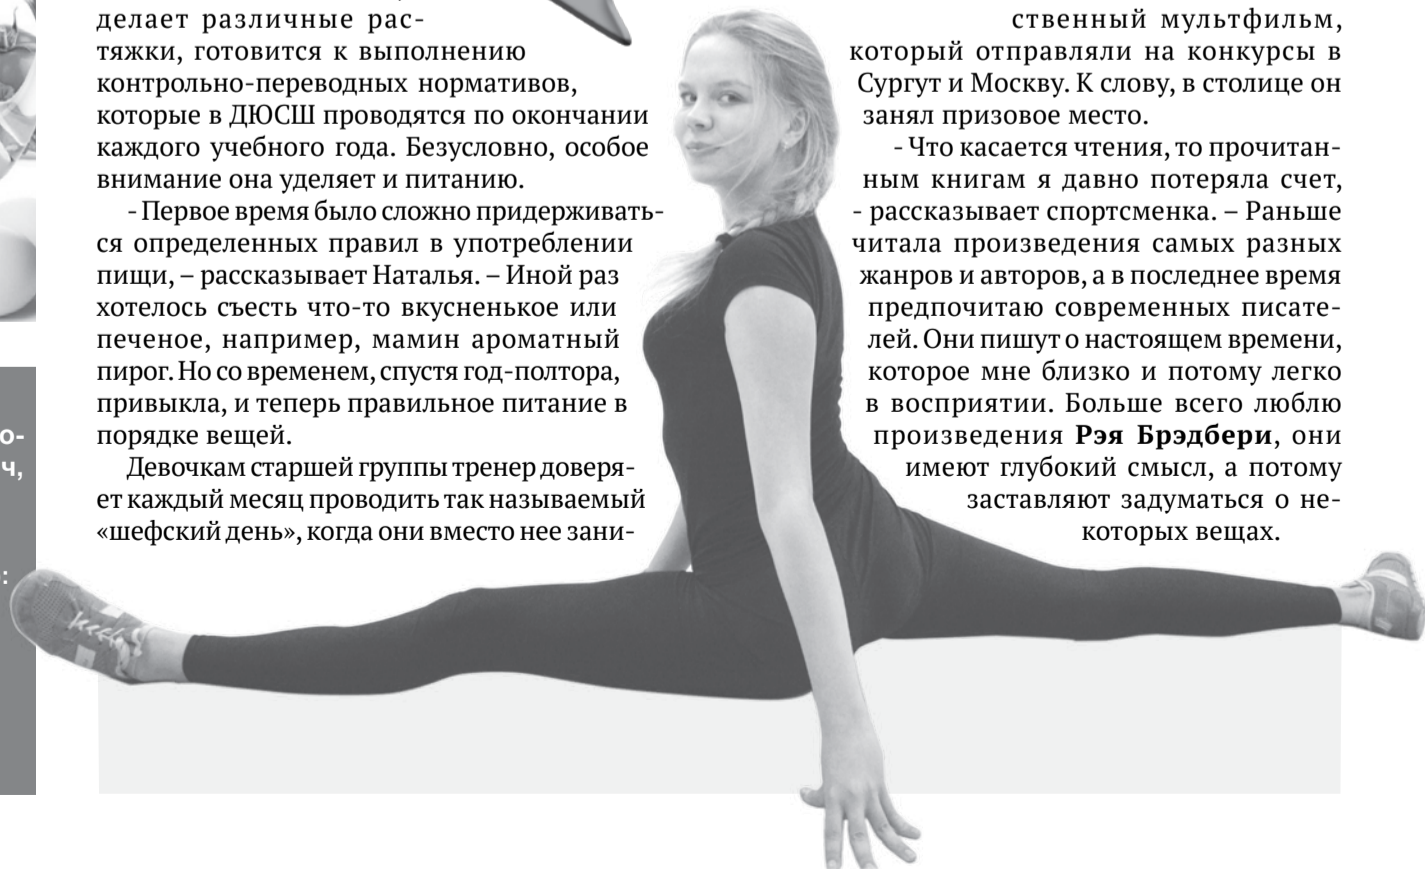 о-
ч,
:
делает различные рас-
тяжки, готовится к выполнению
контрольно-переводных нормативов,
которые в ДЮСШ проводятся по окончании
каждого учебного года. Безусловно, особое
внимание она уделяет и питанию.
- Первое время было сложно придерживать-
ся определенных правил в употреблении
пищи, – рассказывает Наталья. – Иной раз
хотелось съесть что-то вкусненькое или
печеное, например, мамин ароматный
пирог. Но со временем, спустя год-полтора,
привыкла, и теперь правильное питание в
порядке вещей.
Девочкам старшей группы тренер доверя-
ет каждый месяц проводить так называемый
«шефский день», когда они вместо нее зани-
ственный мультфильм,
который отправляли на конкурсы в
Сургут и Москву. К слову, в столице он
занял призовое место.
- Что касается чтения, то прочитан-
ным книгам я давно потеряла счет,
- рассказывает спортсменка. – Раньше
читала произведения самых разных
жанров и авторов, а в последнее время
предпочитаю современных писате-
лей. Они пишут о настоящем времени,
которое мне близко и потому легко
в восприятии. Больше всего люблю
произведения Рэя Брэдбери, они
имеют глубокий смысл, а потому
заставляют задуматься о не-
которых вещах.